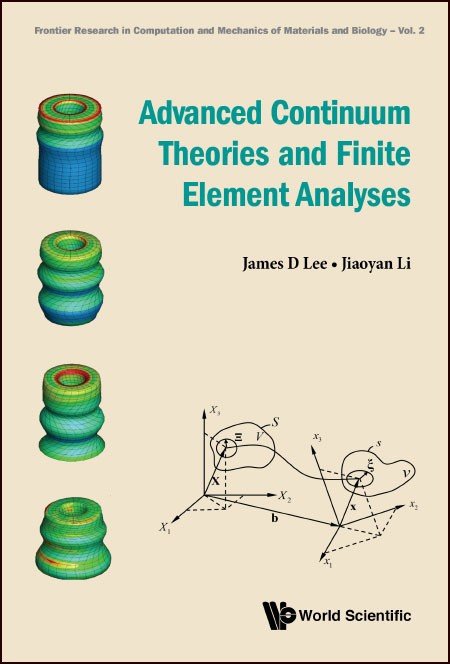 Frontier Research in Computation and Mechanics of Materials and Biology – Vol. 2
Advanced Continuum
Theories and Finite
Element Analyses
James D Lee • Jiaoyan Li
X₃
S
Ξ
V
X
X₂
X₁
b
x₃
s
ξ
v
x
x₂
x₁
World Scientific